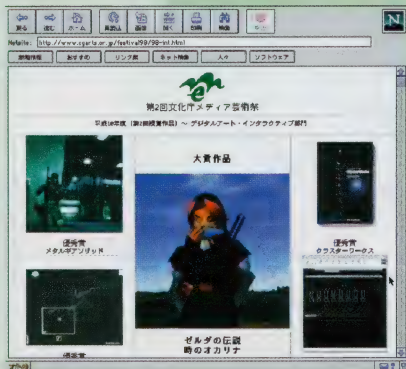 戻る 進む ホーム 再読込 画像 開く 印刷 検索
N
Netsite: http://www.cgarts.or.jp/festival98/98-int.html
新着情報 おすすめ リンク集 ネット検索 人々 ソフトウェア
第2回文化庁メディア芸術祭
平成10年度（第2回授賞作品）～ デジタルアート・インタラクティブ部門
大賞作品
優秀賞
メタルギアソリッド
優秀賞
クラスターワークス
ゼルダの伝説
時のオカリナ
優秀賞